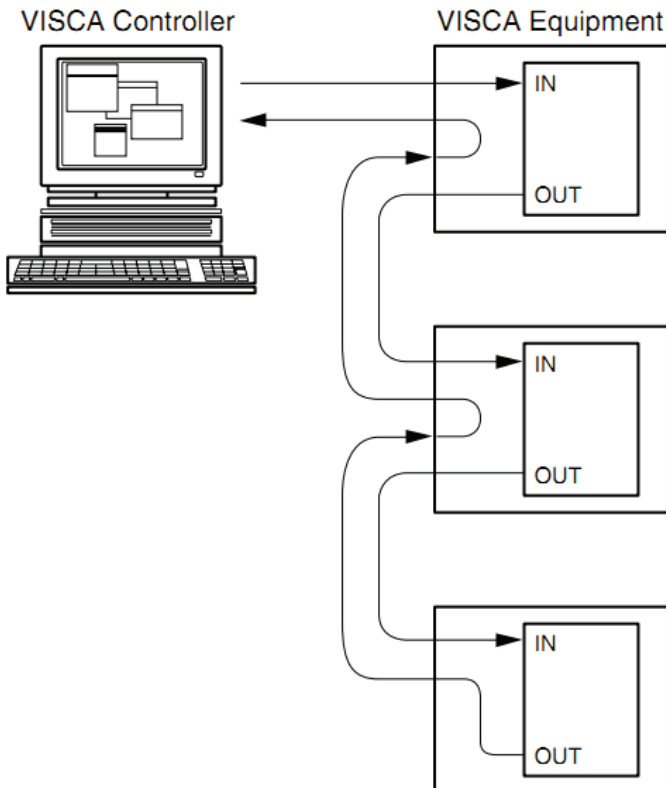 VISCA Controller
VISCA Equipment
IN
OUT
IN
OUT
IN
OUT